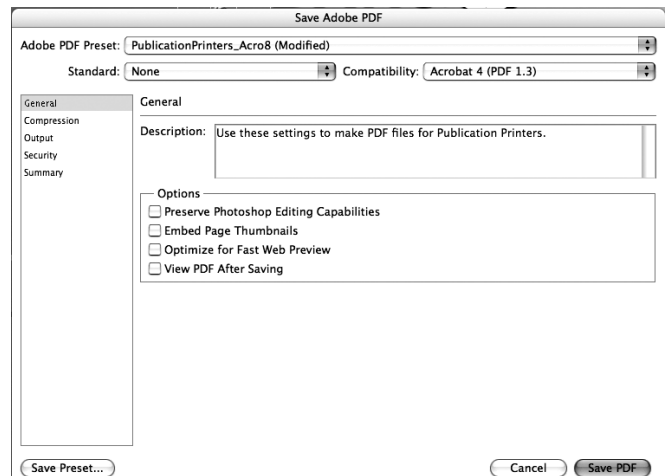 Save Adobe PDF
Adobe PDF Preset: PublicationPrinters_Acro8 (Modified)
Standard: None Compatibility: Acrobat 4 (PDF 1.3)
General
Compression
Output
Security
Summary
General
Description: Use these settings to make PDF files for Publication Printers.
Options
Preserve Photoshop Editing Capabilities
Embed Page Thumbnails
Optimize for Fast Web Preview
View PDF After Saving
Save Preset... Cancel Save PDF